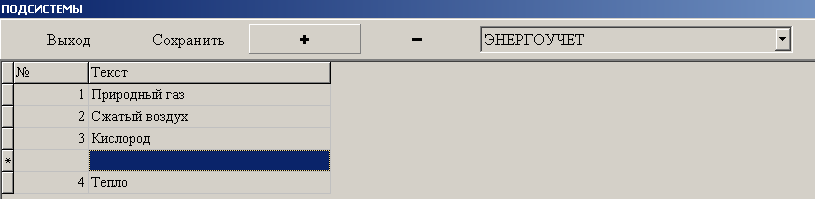 ПОДСИСТЕМЫ
Выход Сохранить + - ЭНЕРГОУЧЕТ
№ Текст
1 Природный газ
2 Сжатый воздух
3 Кислород
*
4 Тепло